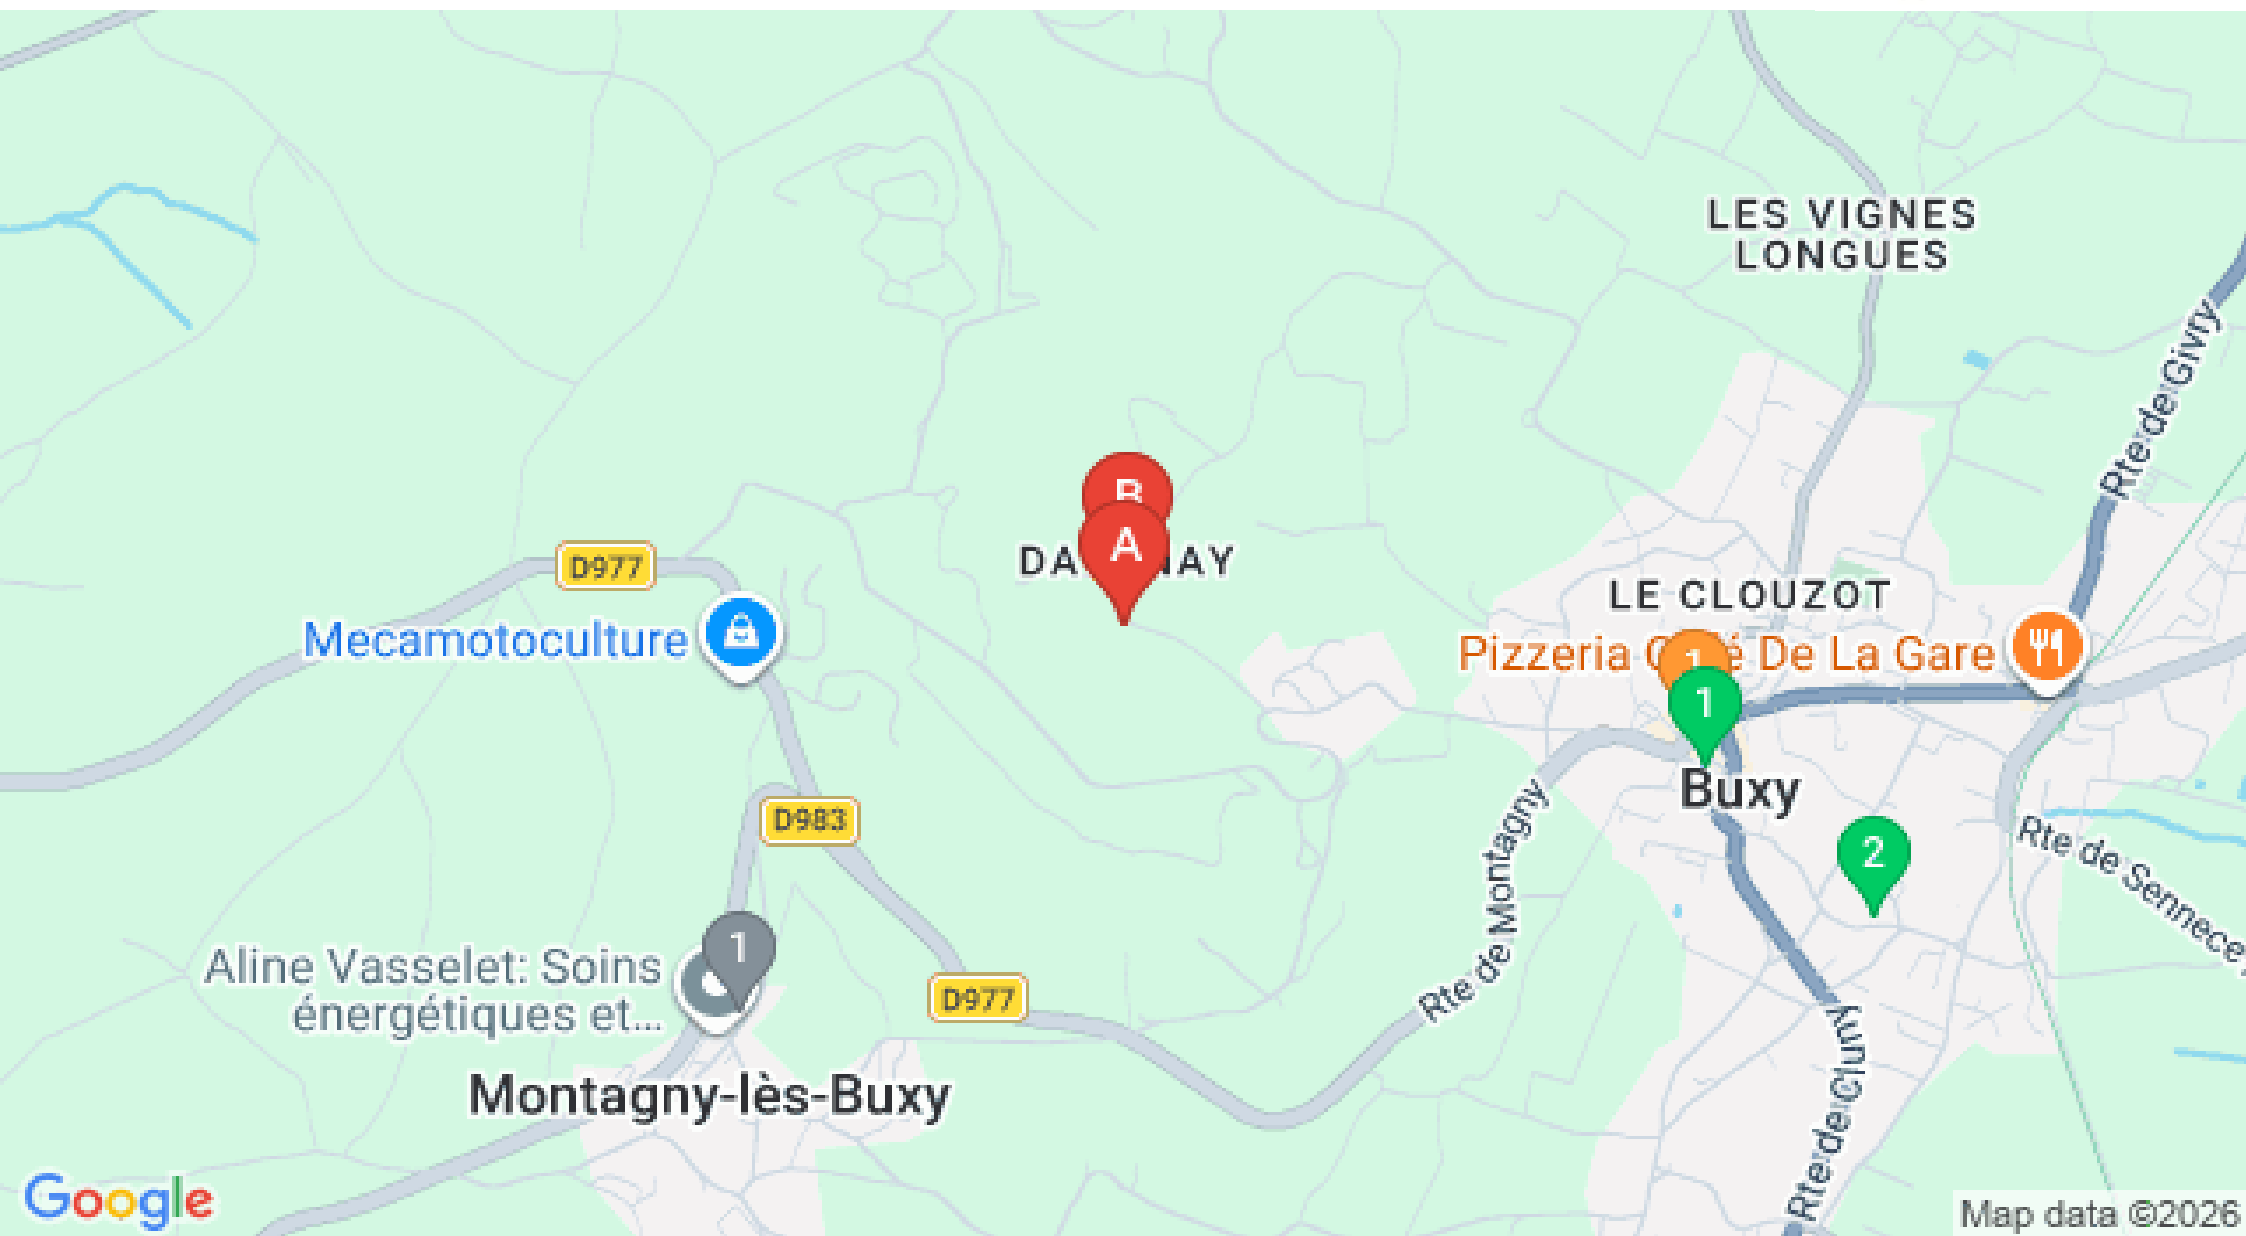 LES VIGNES
LONGUES
Rte de Givry
B
A
D977
LE CLOUZOT
Mecamotoculture
Pizzeria
De La Gare
1
1
Buxy
D983
Rte de Montagny
2
Rte de Sennecey
1
Aline Vasselet: Soins
énergétiques et...
D977
Rte de Cluny
Montagny-lès-Buxy
Google
Map data ©2026